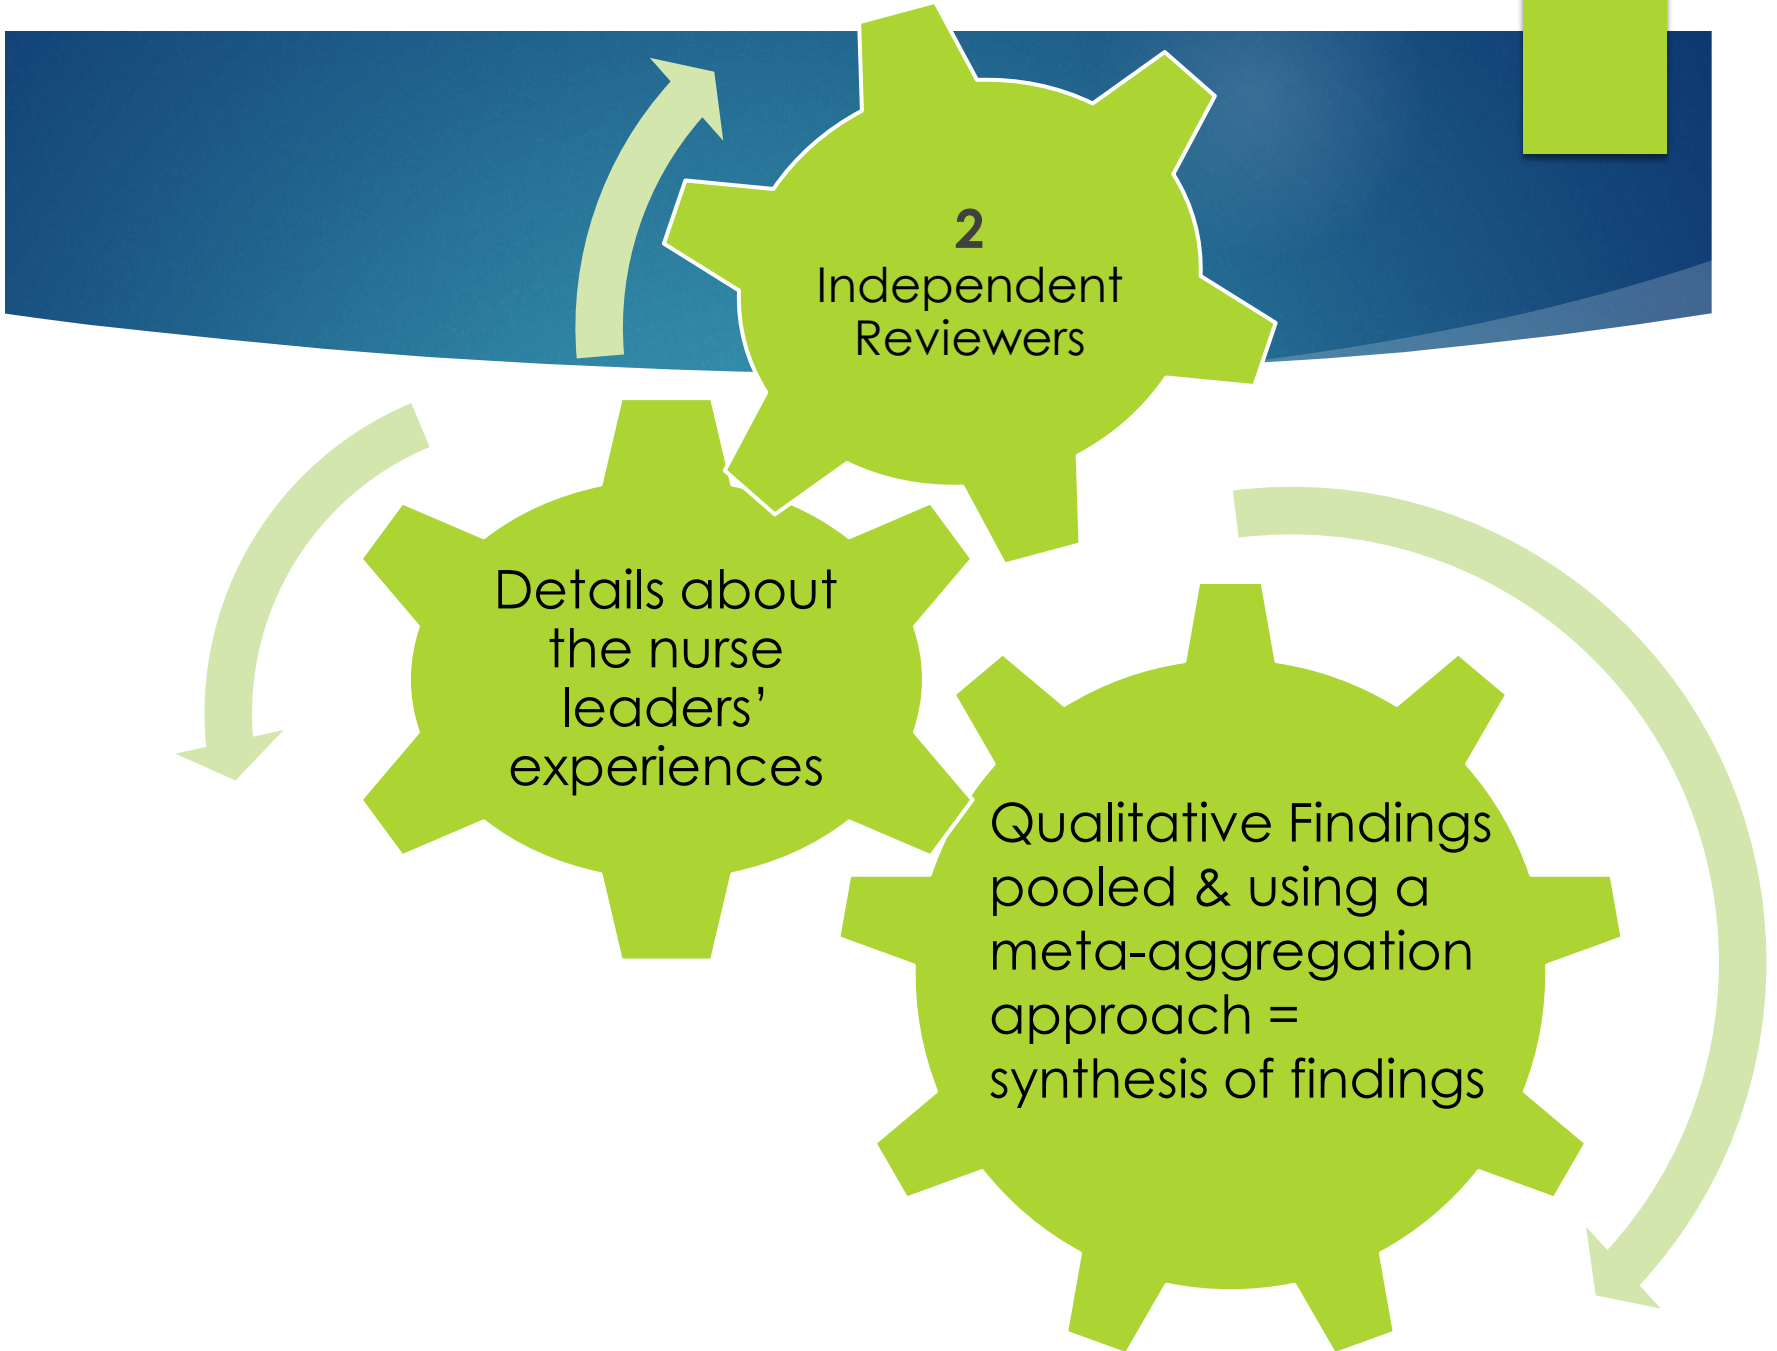 2
Independent
Reviewers
Details about
the nurse
leaders’
experiences
Qualitative Findings
pooled & using a
meta-aggregation
approach =
synthesis of findings